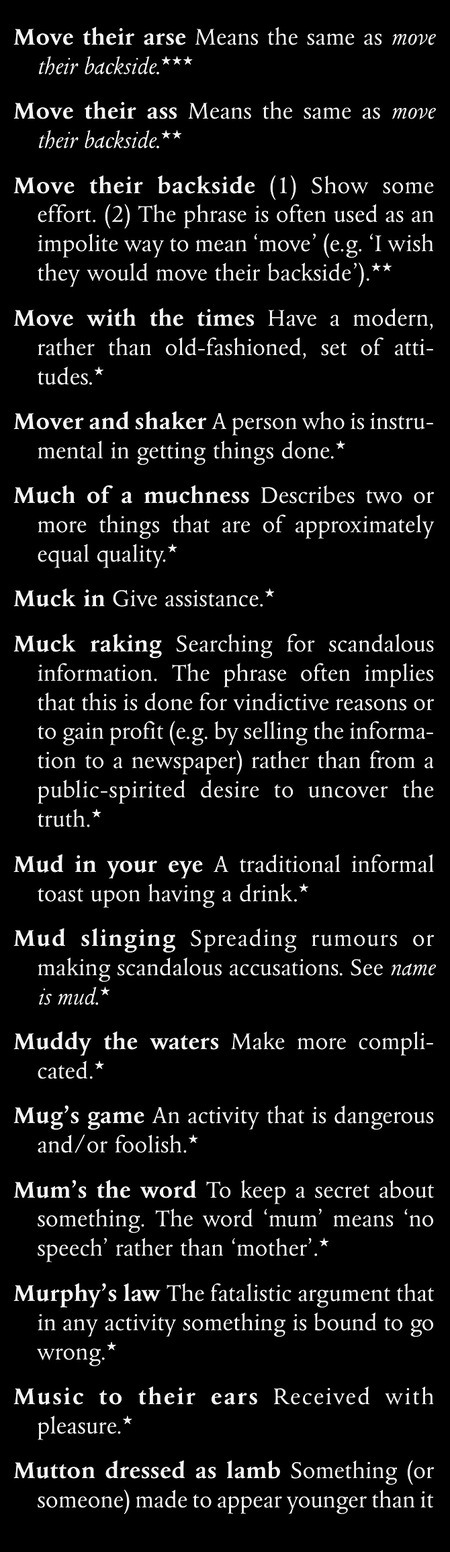 Move their arse Means the same as move
their backside.★★★
Move their ass Means the same as move
their backside.★★
Move their backside (1) Show some
effort. (2) The phrase is often used as an
impolite way to mean ‘move’ (e.g. ‘I wish
they would move their backside’).★★
Move with the times Have a modern,
rather than old-fashioned, set of atti-
tudes.★
Mover and shaker A person who is instru-
mental in getting things done.★
Much of a muchness Describes two or
more things that are of approximately
equal quality.★
Muck in Give assistance.★
Muck raking Searching for scandalous
information. The phrase often implies
that this is done for vindictive reasons or
to gain profit (e.g. by selling the informa-
tion to a newspaper) rather than from a
public-spirited desire to uncover the
truth.★
Mud in your eye A traditional informal
toast upon having a drink.★
Mud slinging Spreading rumours or
making scandalous accusations. See name
is mud.★
Muddy the waters Make more compli-
cated.★
Mug’s game An activity that is dangerous
and/or foolish.★
Mum’s the word To keep a secret about
something. The word ‘mum’ means ‘no
speech’ rather than ‘mother’.★
Murphy’s law The fatalistic argument that
in any activity something is bound to go
wrong.★
Music to their ears Received with
pleasure.★
Mutton dressed as lamb Something (or
someone) made to appear younger than it